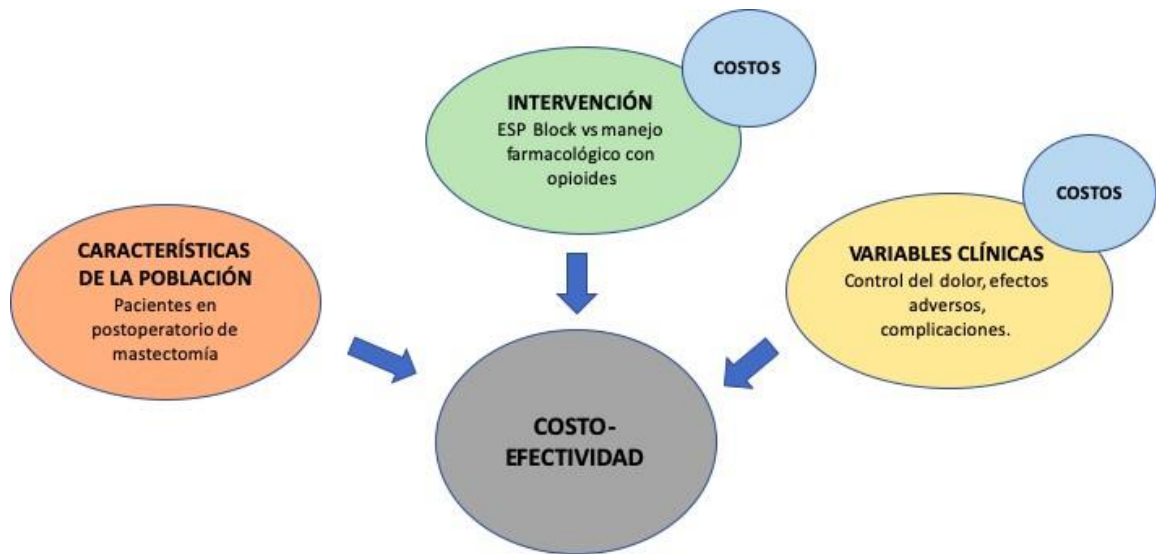 COSTOS
INTERVENCIÓN
ESP Block vs manejo
farmacológico con
opioides
COSTOS
CARACTERÍSTICAS
DE LA POBLACIÓN
Pacientes en
postoperatorio de
mastectomía
VARIABLES CLÍNICAS
Control del dolor, efectos
adversos,
complicaciones.
COSTO-
EFECTIVIDAD